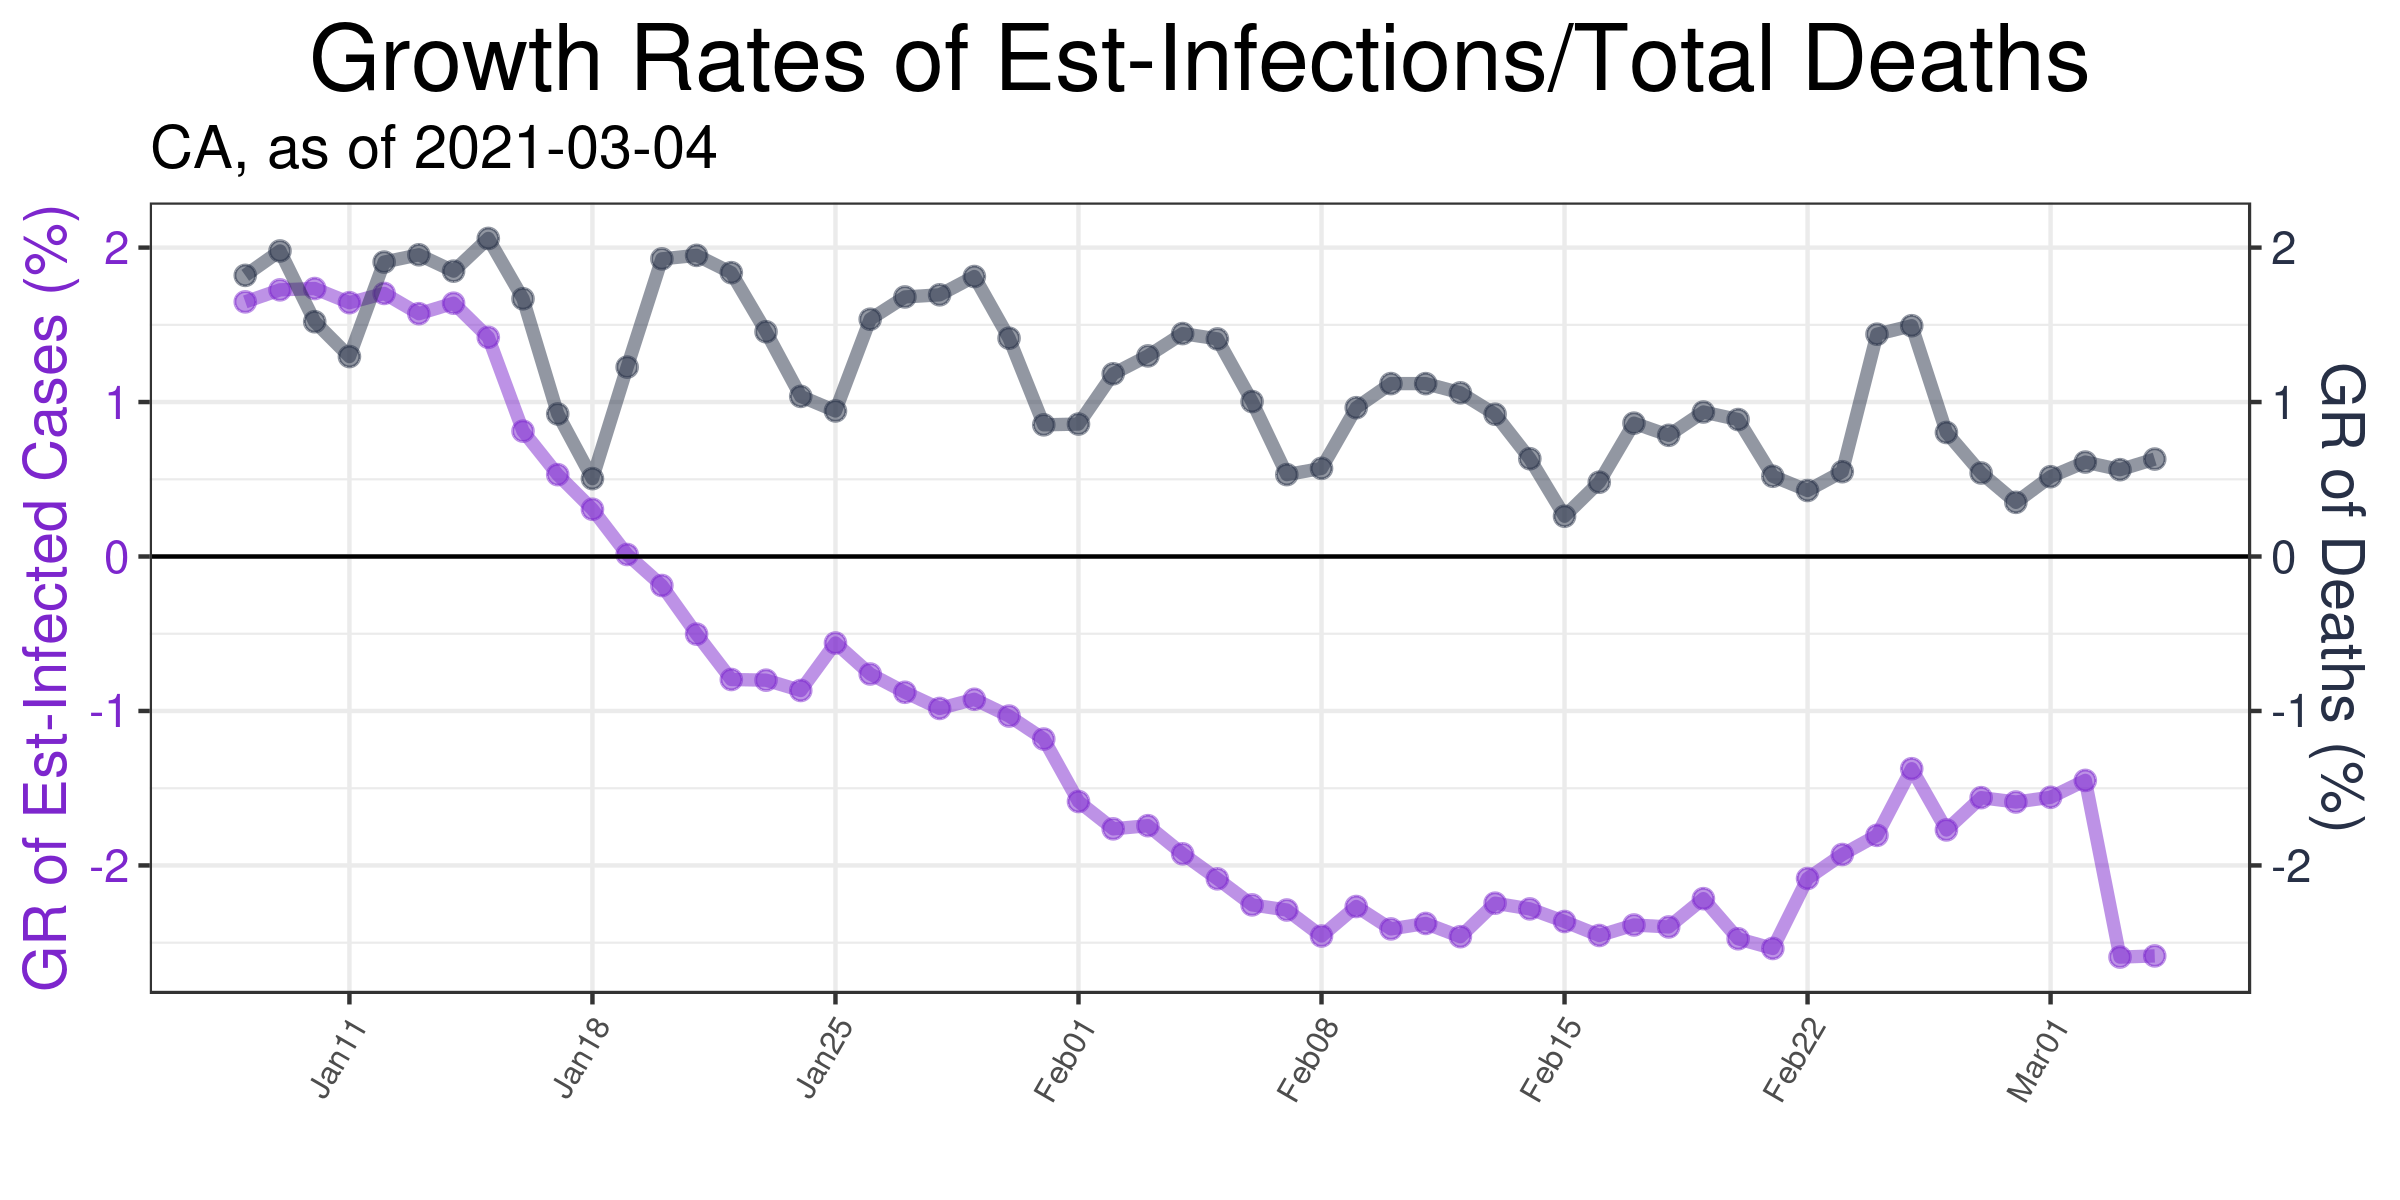 Growth Rates of Est-Infections/Total Deaths
CA, as of 2021-03-04
GR of Est-Infected Cases (%)
2
1
0
-1
-2
2
1
0
-1
-2
GR of Deaths (%)
Jan11
Jan18
Jan25
Feb01
Feb08
Feb15
Feb22
Mar01